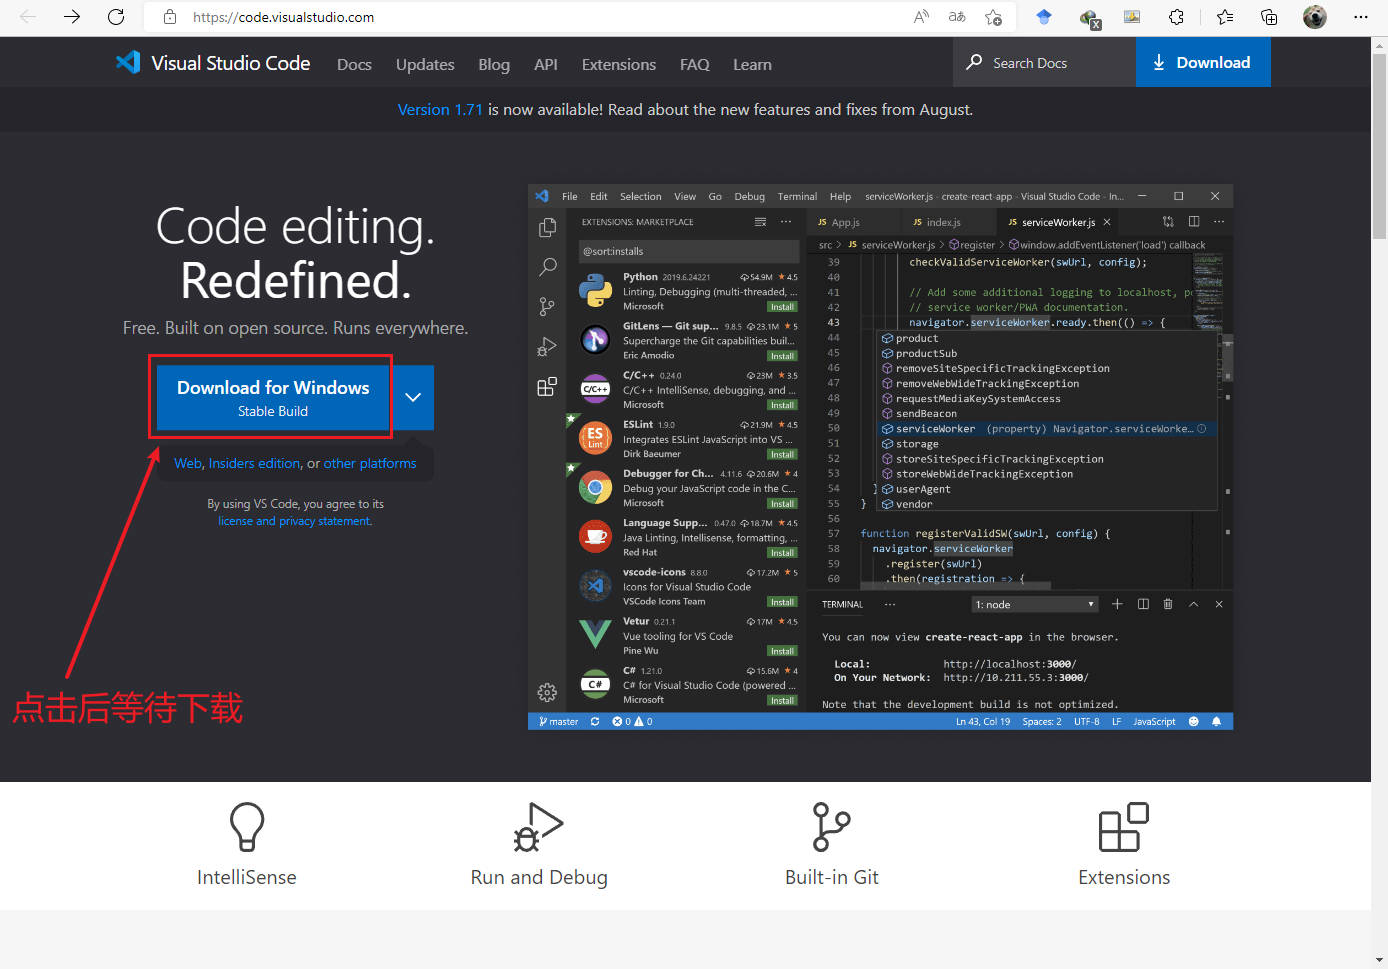 https://code.visualstudio.com
Visual Studio Code Docs Updates Blog API Extensions FAQ Learn Search Docs Download
Version 1.71 is now available! Read about the new features and fixes from August.
Code editing.
Redefined.
Free. Built on open source. Runs everywhere.
Download for Windows
Stable Build
Web, Insiders edition, or other platforms
By using VS Code, you agree to its
license and privacy statement.
点击后等待下载
File Edit Selection View Go Debug Terminal Help serviceWorker.js - create-react-app - Visual Studio Code - In...
EXTENSIONS: MARKETPLACE
@sort:installs
Python 2019.6.24221 54.9M 4.5
Linting, Debugging (multi-threaded, ...
Microsoft Install
GitLens — Git sup... 9.8.5 23.1M 5
Supercharge the Git capabilities buil...
Eric Amodio Install
C/C++ 0.24.0 23M 3.5
C/C++ IntelliSense, debugging, and ...
Microsoft Install
ESLint 1.9.0 21.9M 4.5
Integrates ESLint JavaScript into VS ...
Dirk Baeumer Install
Debugger for Ch... 4.11.6 20.6M 4
Debug your JavaScript code in the C...
Microsoft Install
Language Supp... 0.47.0 18.7M 4.5
Java Linting, Intellisense, formatting, ...
Red Hat Install
vscode-icons 8.8.0 17.2M 5
Icons for Visual Studio Code
VSCode Icons Team Install
Vetur 0.21.1 17M 4.5
Vue tooling for VS Code
Pine Wu Install
C# 1.21.0 15.6M 4
C# for Visual Studio Code (powered ...
Microsoft Install
C/C++
ES
Lint
C#
JS App.js JS index.js JS serviceWorker.js
src > JS serviceWorker.js > register > window.addEventListener('load') callback
39 checkValidServiceWorker(swUrl, config);
40
41 // Add some additional logging to localhost, p
42 // service worker/PWA documentation.
43 navigator.serviceWorker.ready.then(() => {
44 product
45 productSub
46 removeSiteSpecificTrackingException
47 removeWebWideTrackingException
48 requestMediaKeySystemAccess
49 sendBeacon
50 serviceWorker (property) Navigator.serviceWorke...
51 storage
52 storeSiteSpecificTrackingException
53 storeWebWideTrackingException
54 } userAgent
55 } vendor
56
57 function registerValidSW(swUrl, config) {
58 navigator.serviceWorker
59 .register(swUrl)
60 .then(registration => {
TERMINAL ... 1: node
You can now view create-react-app in the browser.
Local: http://localhost:3000/
On Your Network: http://10.211.55.3:3000/
Note that the development build is not optimized.
master 0 0 Ln 43, Col 19 Spaces: 2 UTF-8 LF JavaScript
IntelliSense Run and Debug Built-in Git Extensions